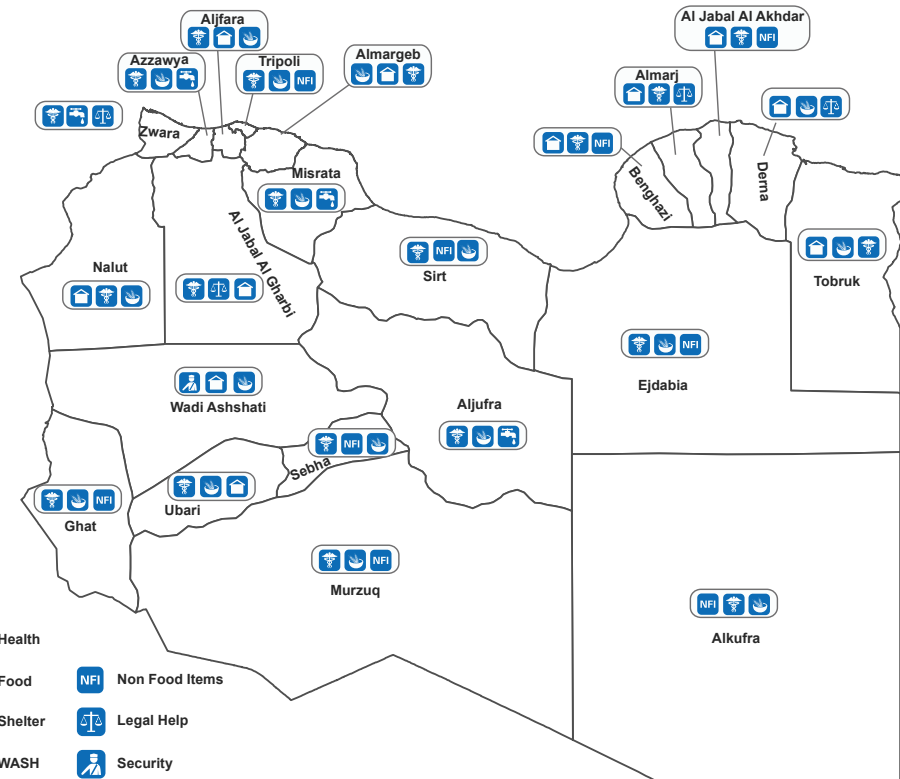 Aljfara
Al Jabal Al Akhdar
NFI
Azzawya
Tripoli
NFI
Almargeb
Almarj
Zwara
Benghazi
NFI
Derna
Misrata
Al Jabal Al Gharbi
Nalut
NFI
Sirt
Tobruk
NFI
Ejdabia
Wadi Ashshati
Aljufra
NFI
Sebha
Ubari
NFI
Ghat
NFI
Murzuq
NFI
Alkufra
Health
Food
NFI Non Food Items
Shelter
Legal Help
WASH
Security